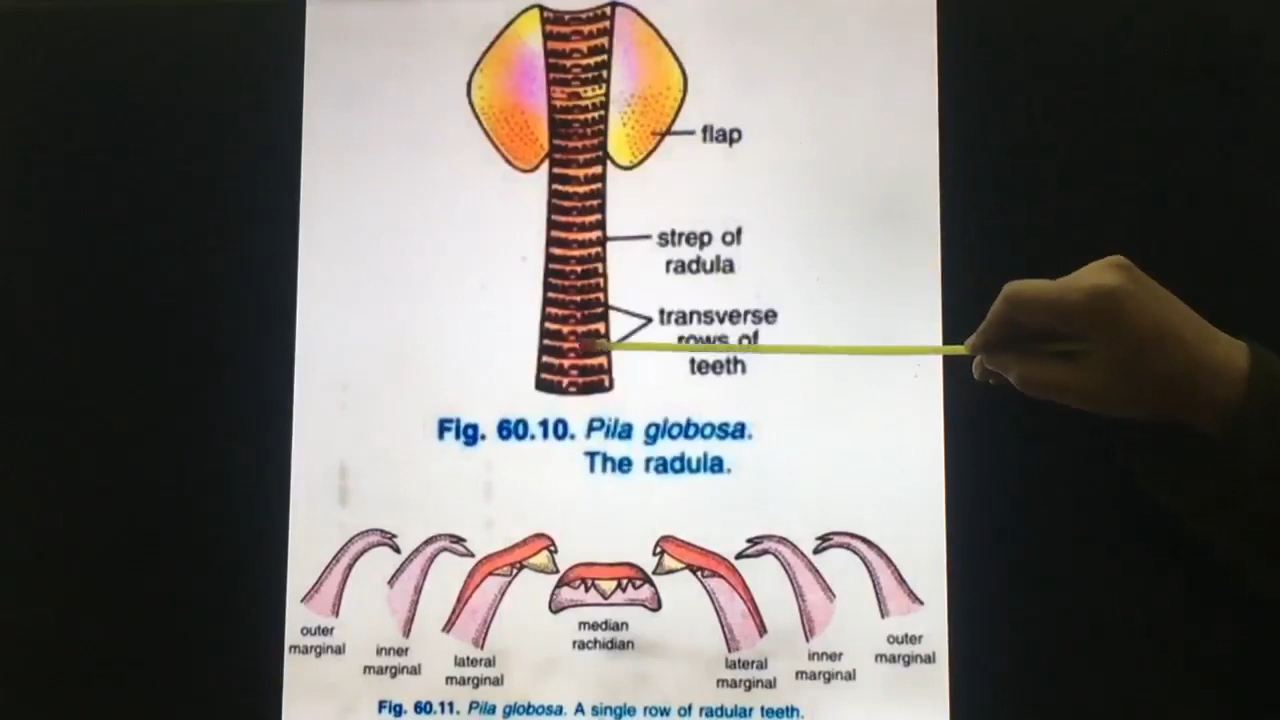 flap
strep of
radula
transverse
rows of
teeth
Fig. 60.10. Pila globosa.
The radula.
outer
marginal
inner
marginal
lateral
marginal
median
rachidian
lateral
marginal
inner
marginal
outer
marginal
Fig. 60.11. Pila globosa. A single row of radular teeth.